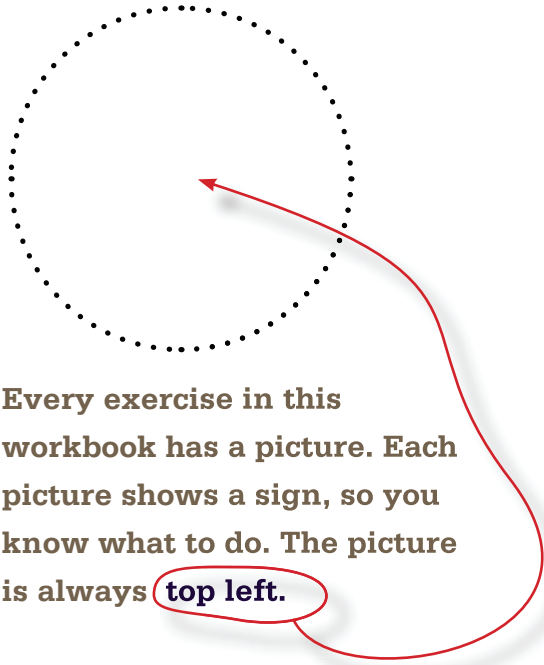 Every exercise in this
workbook has a picture. Each
picture shows a sign, so you
know what to do. The picture
is always top left.